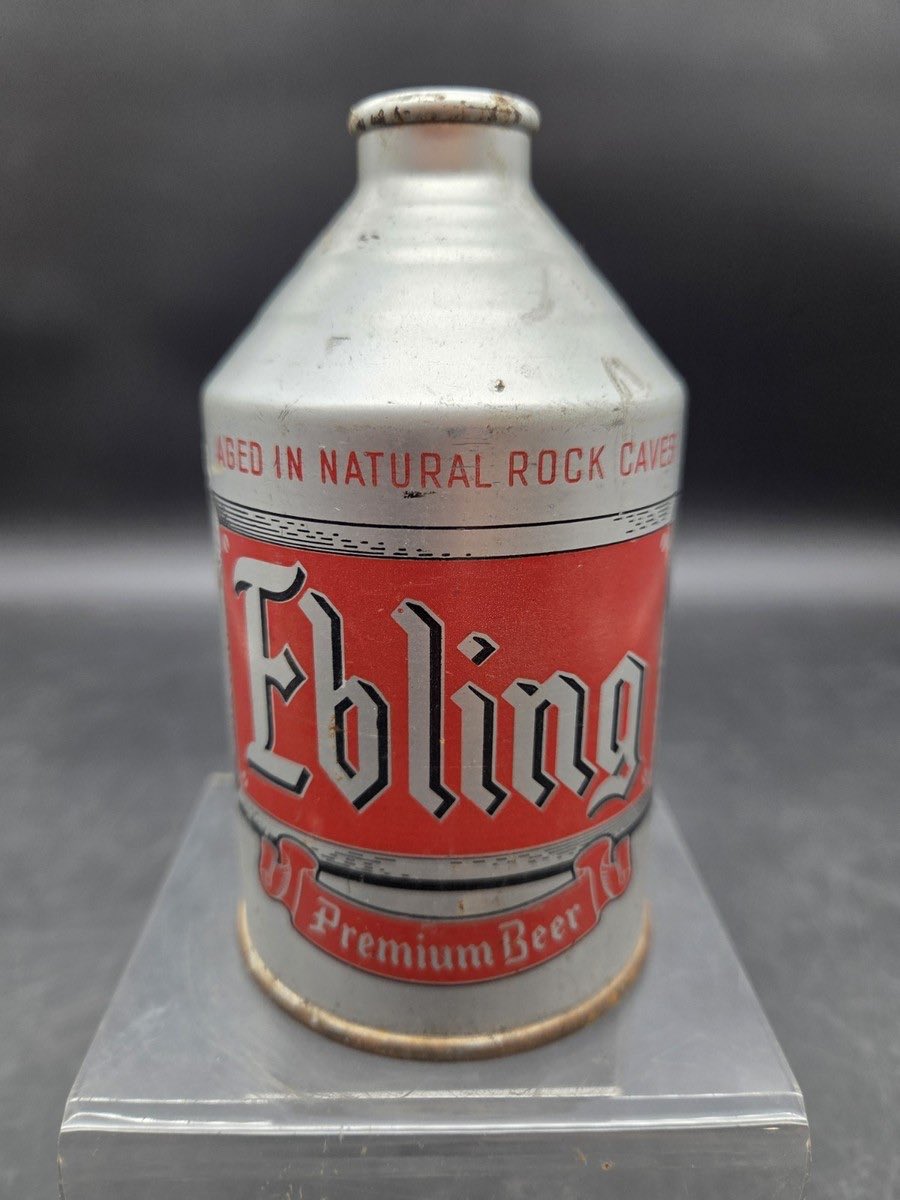 AGED IN NATURAL ROCK CAVES
Ebling
Premium Beer